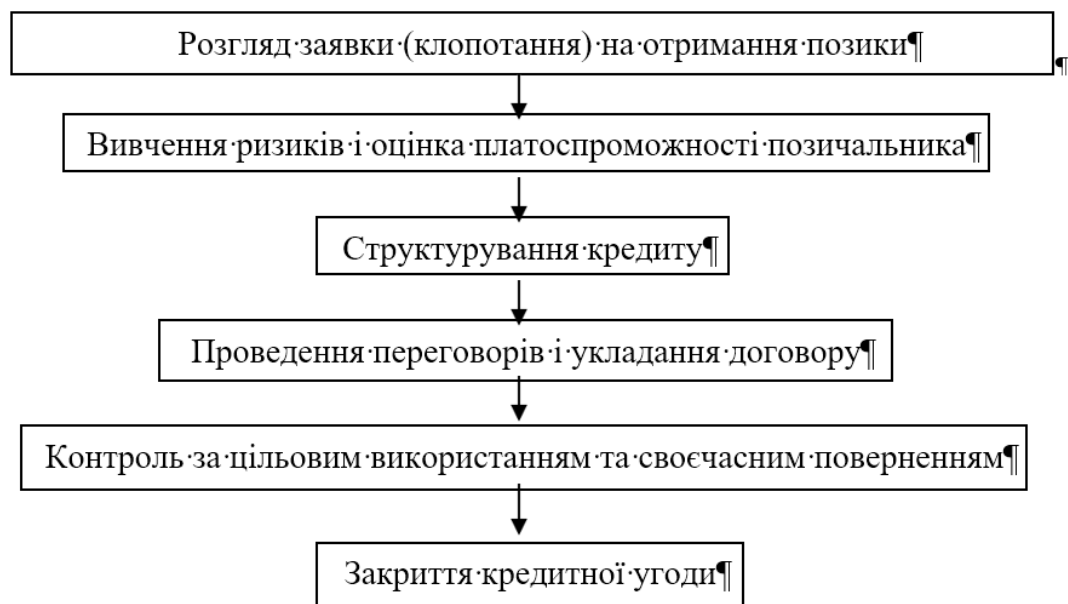 Розгляд·заявки·(клопотання)·на·отримання·позики¶
¶
Вивчення·ризиків·і·оцінка·платоспроможності·позичальника¶
Структурування·кредиту¶
Проведення·переговорів·і·укладання·договору¶
Контроль·за·цільовим·використанням·та·своєчасним·поверненням¶
Закриття·кредитної·угоди¶